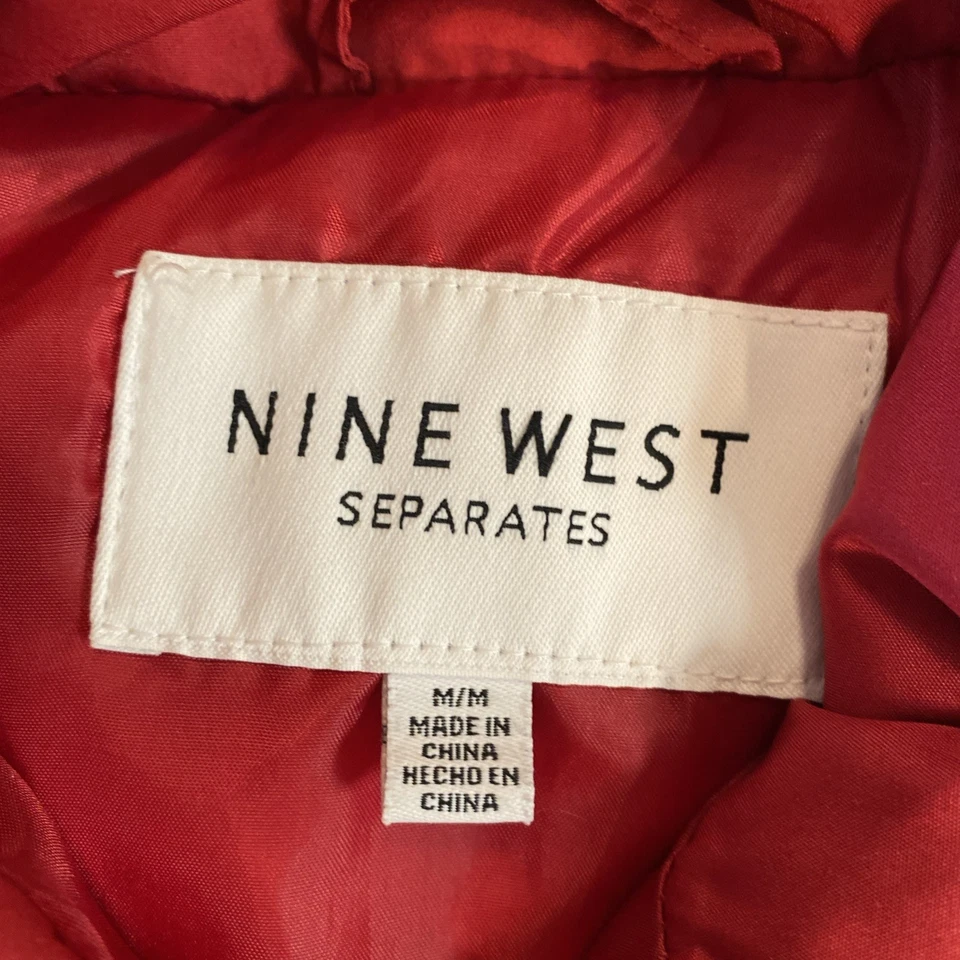 NINE WEST
SEPARATES
M/M
MADE IN
CHINA
HECHO EN
CHINA